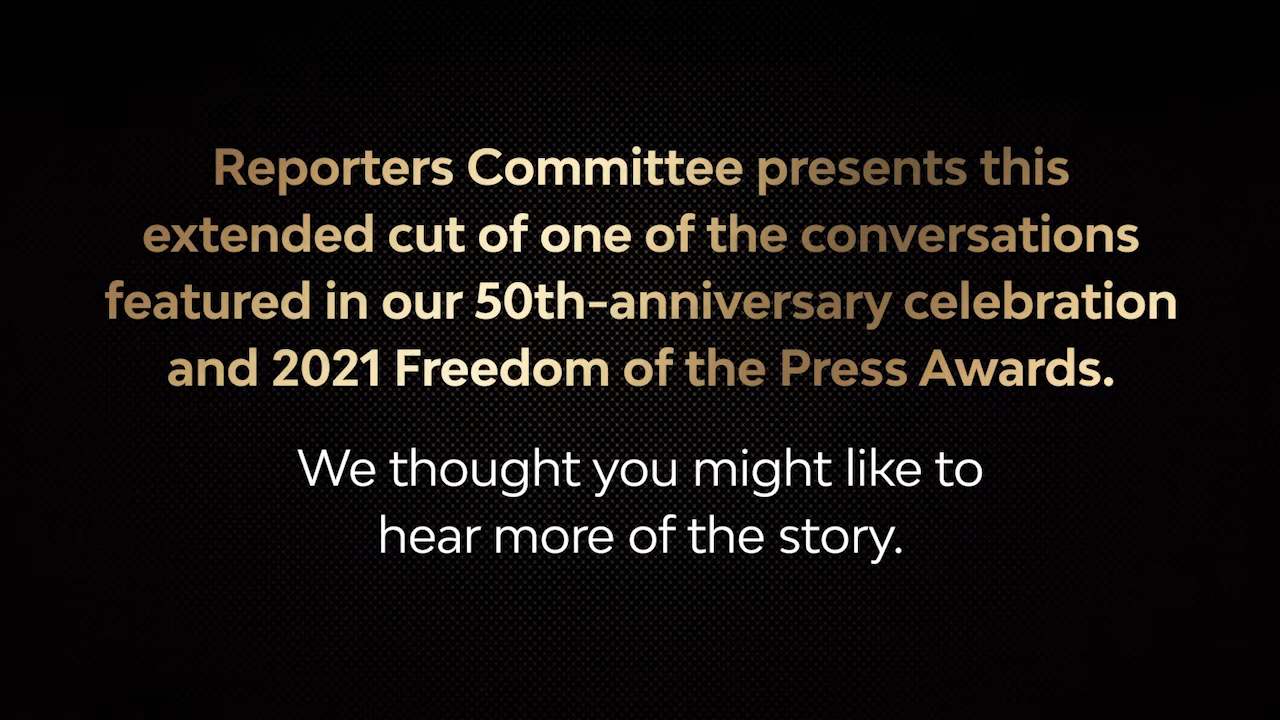 Reporters Committee presents this
extended cut of one of the conversations
featured in our 50th-anniversary celebration
and 2021 Freedom of the Press Awards.
We thought you might like to
hear more of the story.